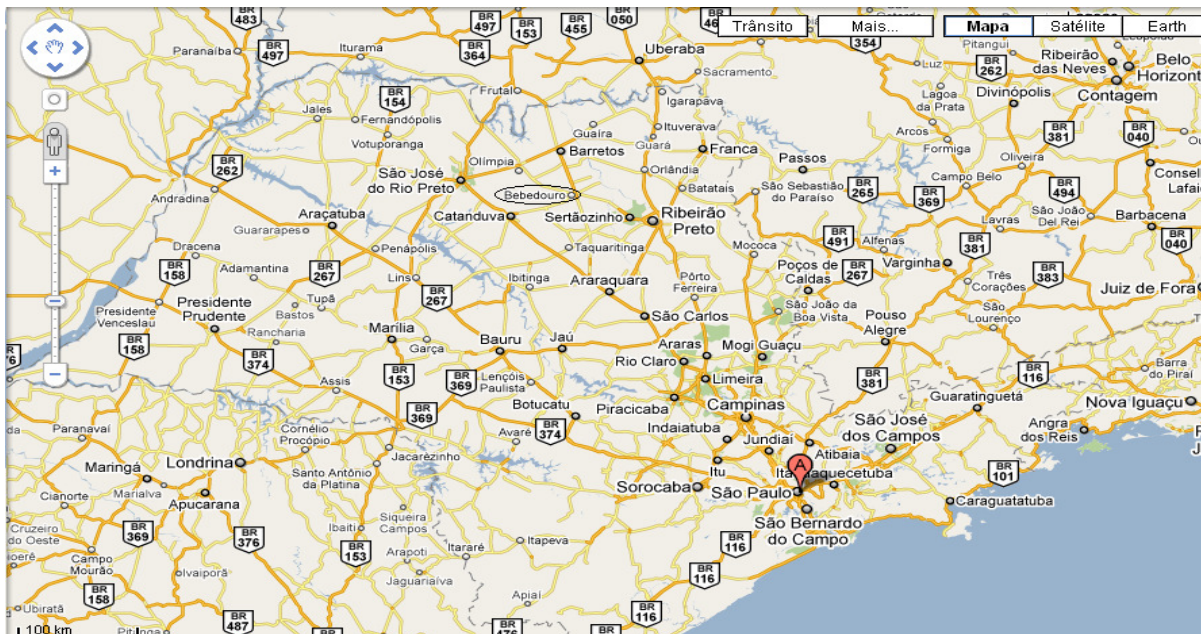 BR
483
BR
497
BR
050
BR
153
BR
455
Trânsito
Mais...
Mapa
Satélite
Earth
Paranaíba
BR
497
Iturama
BR
364
Uberaba
BR
354
Pitangui
Luz
BR
262
Ribeirão
das Neves
Belo
Horizont
Contagem
Sacramento
Frutal
BR
154
Igarapava
Lagoa
da Prata
Divinópolis
Jales
Fernandópolis
Votuporanga
Guaíra
Ituverava
Guará
Franca
Arcos
Formiga
BR
381
BR
040
BR
262
Olímpia
Barretos
Orlândia
Passos
Oliveira
Consel
Lafai
São José
do Rio Preto
Bebedouro
Batatais
São Sebastião
do Paraíso
BR
265
Campo Belo
BR
369
BR
494
Andradina
Araçatuba
Catanduva
Sertãozinho
Ribeirão
Preto
Lavras
São João
Del Rei
Barbacena
Guararapes
Penápolis
Taquaritinga
Mococa
BR
491
Alfenas
BR
381
BR
040
Dracena
BR
158
Adamantina
BR
267
Lins
Ibitinga
Araraquara
Pôrto
Ferreira
Poços de
Caldas
BR
267
Varginha
Três
Corações
BR
383
Juiz de Fora
Presidente
Venceslau
Presidente
Prudente
Tupã
Bastos
BR
267
São Carlos
São João da
Boa Vista
Pouso
Alegre
São
Lourenço
Rancharia
Marília
Garça
Bauru
Jaú
Araras
Rio Claro
Mogi Guaçu
BR
158
BR
374
BR
153
BR
369
Lençóis
Paulista
Limeira
BR
381
BR
116
Barra
do Piraí
Assis
BR
369
Botucatu
Piracicaba
Campinas
Guaratinguetá
Nova Iguaçu
Paranavaí
Cornélio
Procópio
Avaré
BR
374
Indaiatuba
Jundiaí
São José
dos Campos
Angra
dos Reis
Maringá
Londrina
Jacarèzinho
Santo Antônio
da Platina
Itu
Atibaia
A
BR
101
Marialva
Cianorte
Apucarana
Sorocaba
São Paulo
Caraguatatuba
Cruzeiro
do Oeste
BR
369
BR
376
Ibaiti
Siqueira
Campos
São Bernardo
do Campo
Campo
Mourão
BR
153
Arapoti
Itararé
Itapeva
BR
116
Ivaiporã
Jaguariaíva
BR
116
BR
158
Apiaí
Ubiratã
BR
487
BR
116
BR
476
100 km